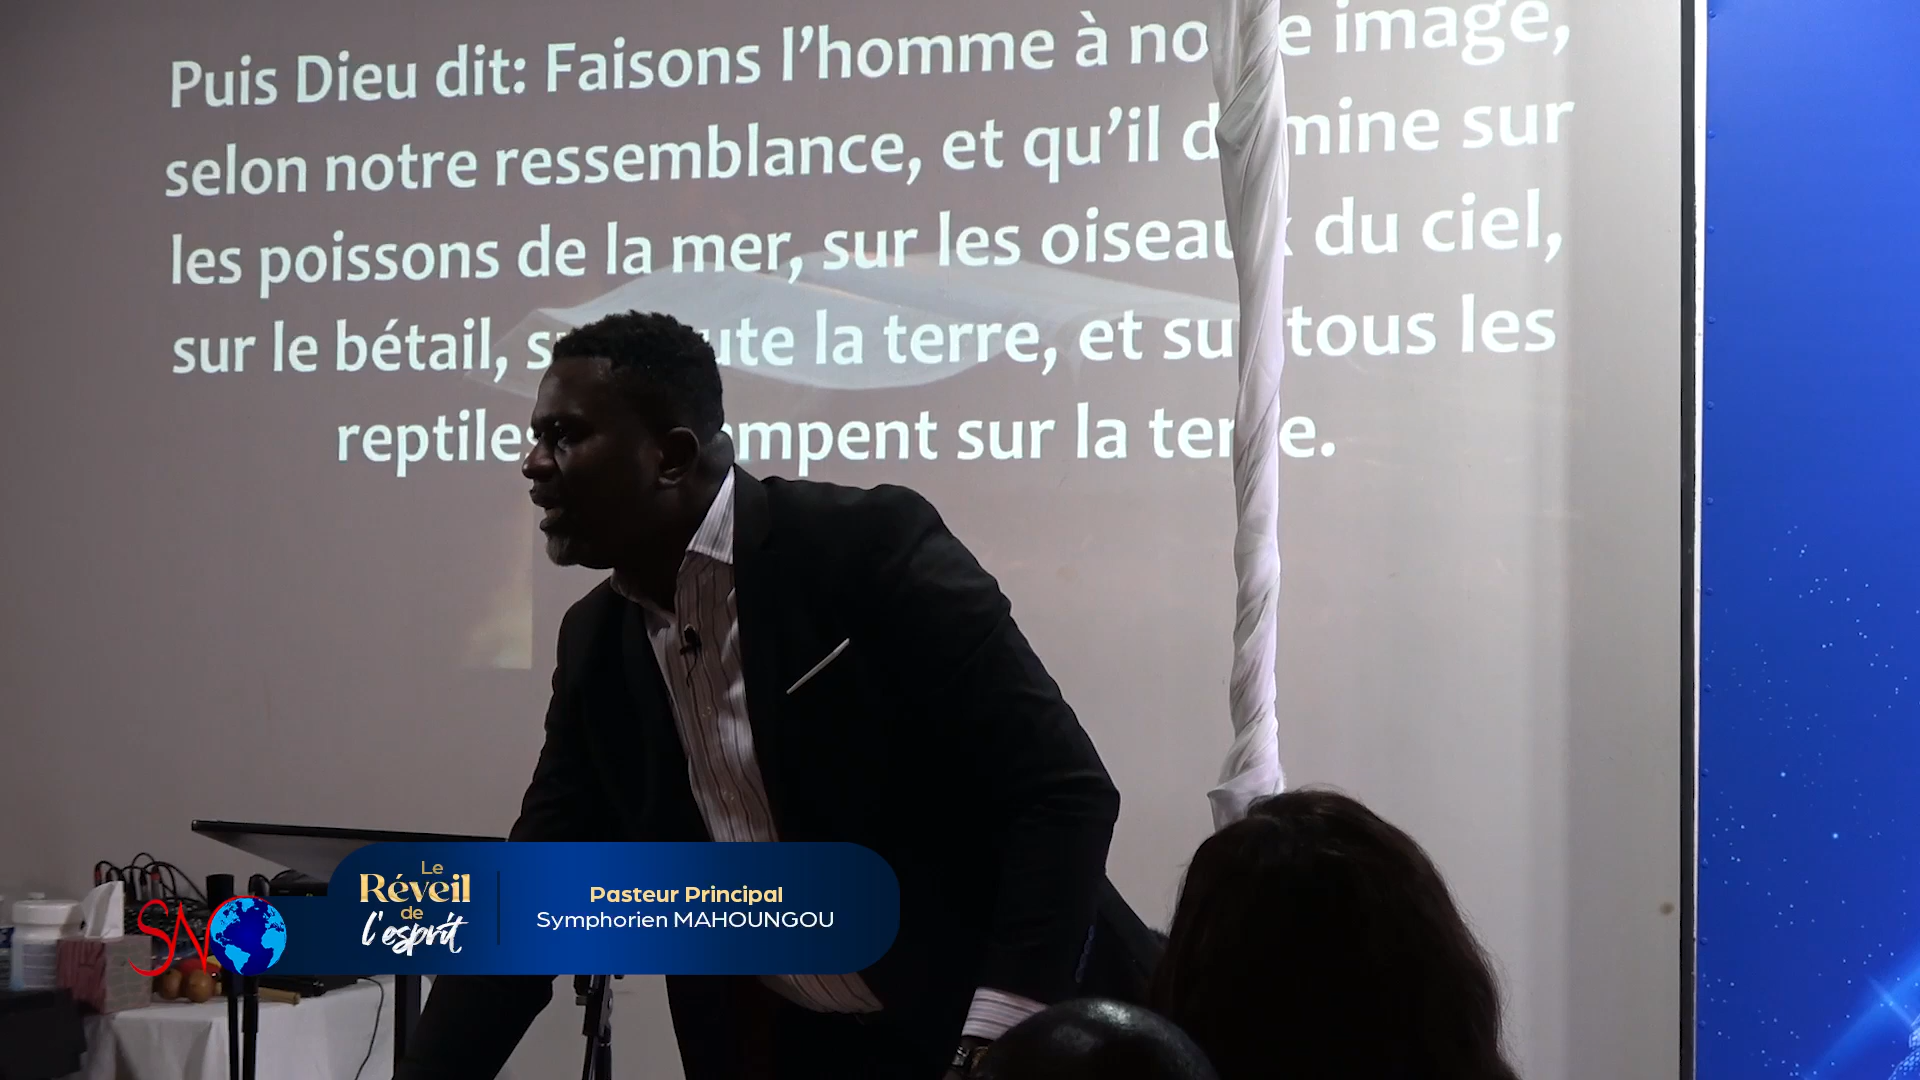 Puis Dieu dit: Faisons l'homme à no e image,
selon notre ressemblance, et qu'il d mine sur
les poissons de la mer, sur les oiseau du ciel,
sur le bétail, s ute la terre, et su tous les
reptiles mpent sur la ter e.
Le
Réveil
de
l'esprit
Pasteur Principal
Symphorien MAHOUNGOU
SN